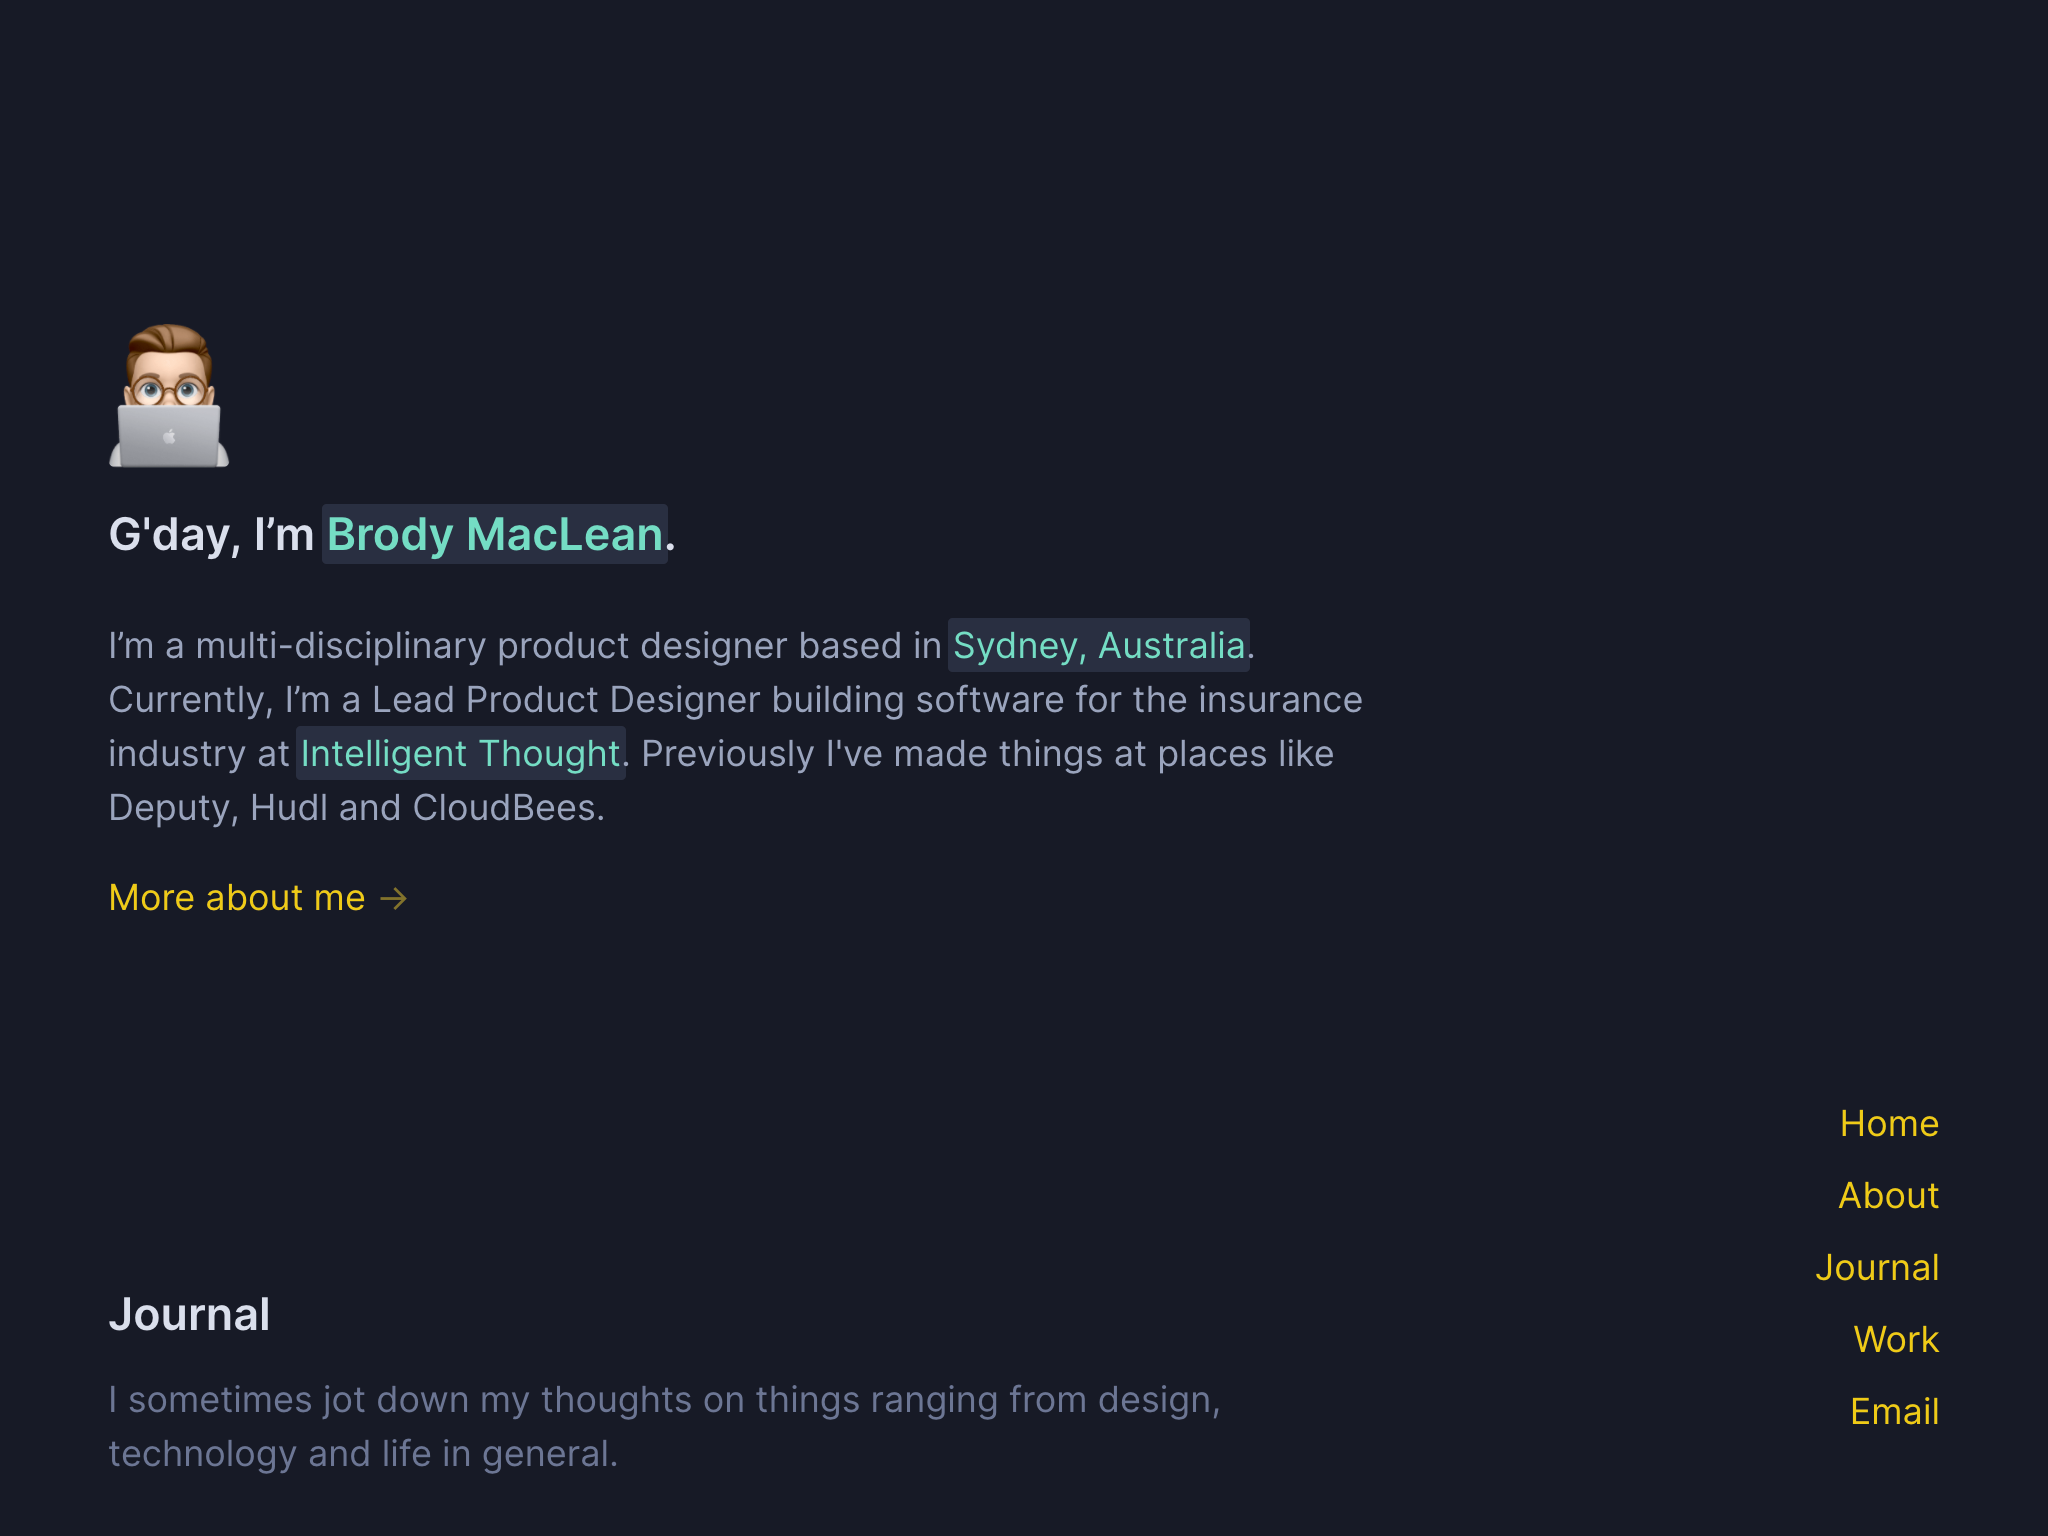 G'day, I’m Brody MacLean.
I’m a multi-disciplinary product designer based in Sydney, Australia.
Currently, I’m a Lead Product Designer building software for the insurance
industry at Intelligent Thought. Previously I've made things at places like
Deputy, Hudl and CloudBees.
More about me →
Home
About
Journal
Work
Email
Journal
I sometimes jot down my thoughts on things ranging from design,
technology and life in general.